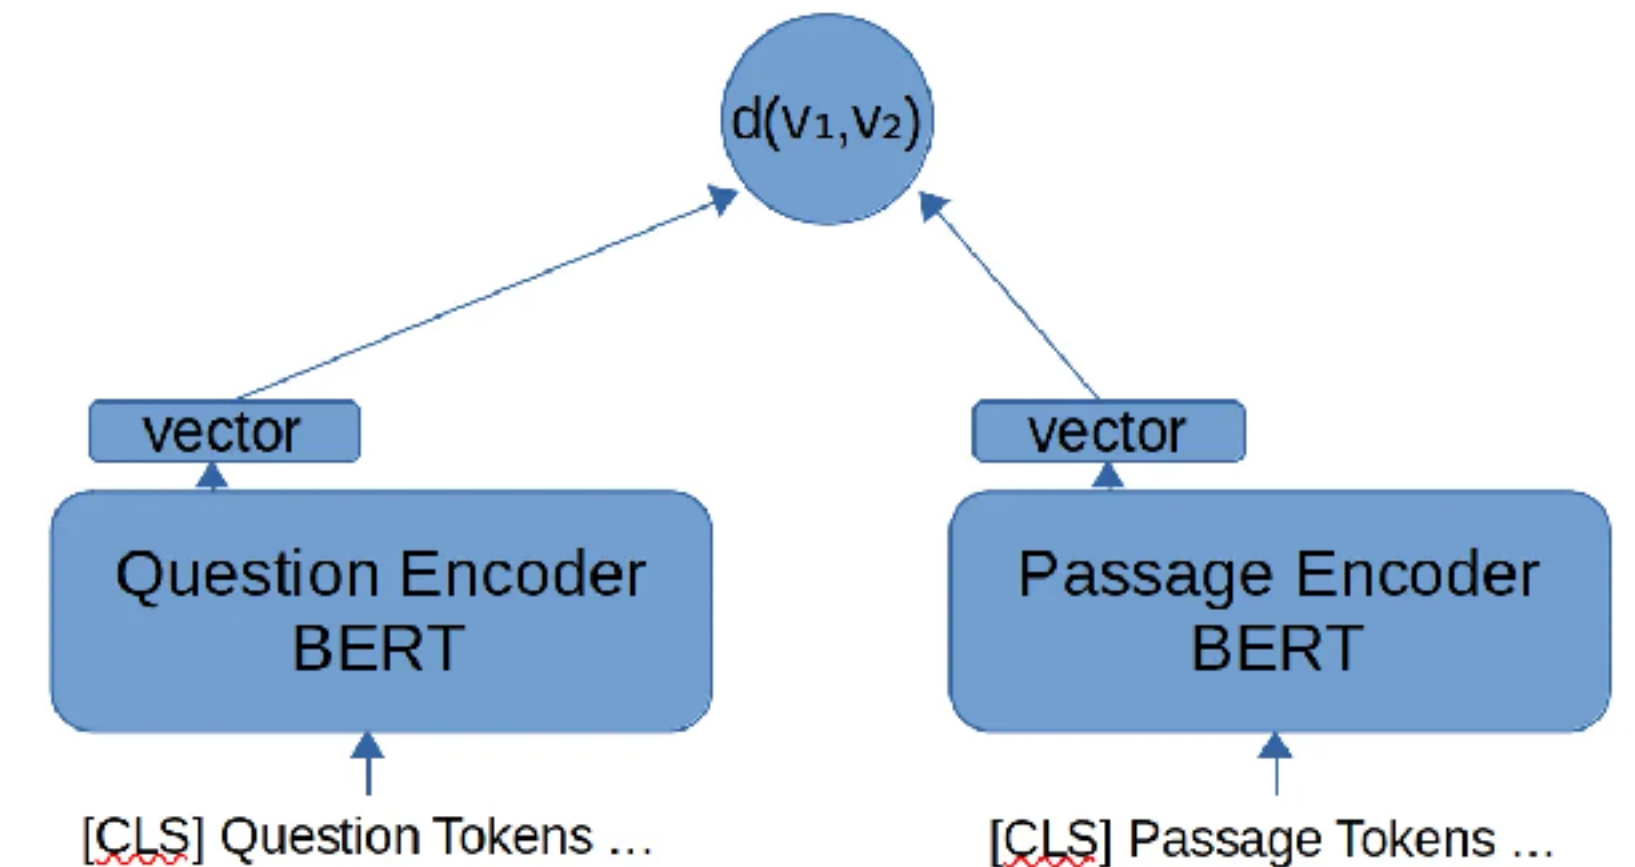 d(v₁,v₂)
vector
vector
Question Encoder
BERT
Passage Encoder
BERT
[CLS] Question Tokens ...
[CLS] Passage Tokens ...